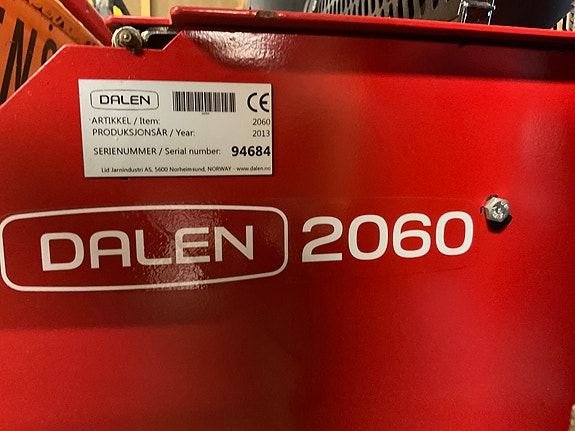 ENS
DALEN CE
ARTIKKEL / Item: 2060
PRODUKSJONSÅR / Year: 2013
SERIENUMMER / Serial number: 94684
Lid Jarnindustri AS, 5600 Norheimsund, NORWAY - www.dalen.no
DALEN 2060